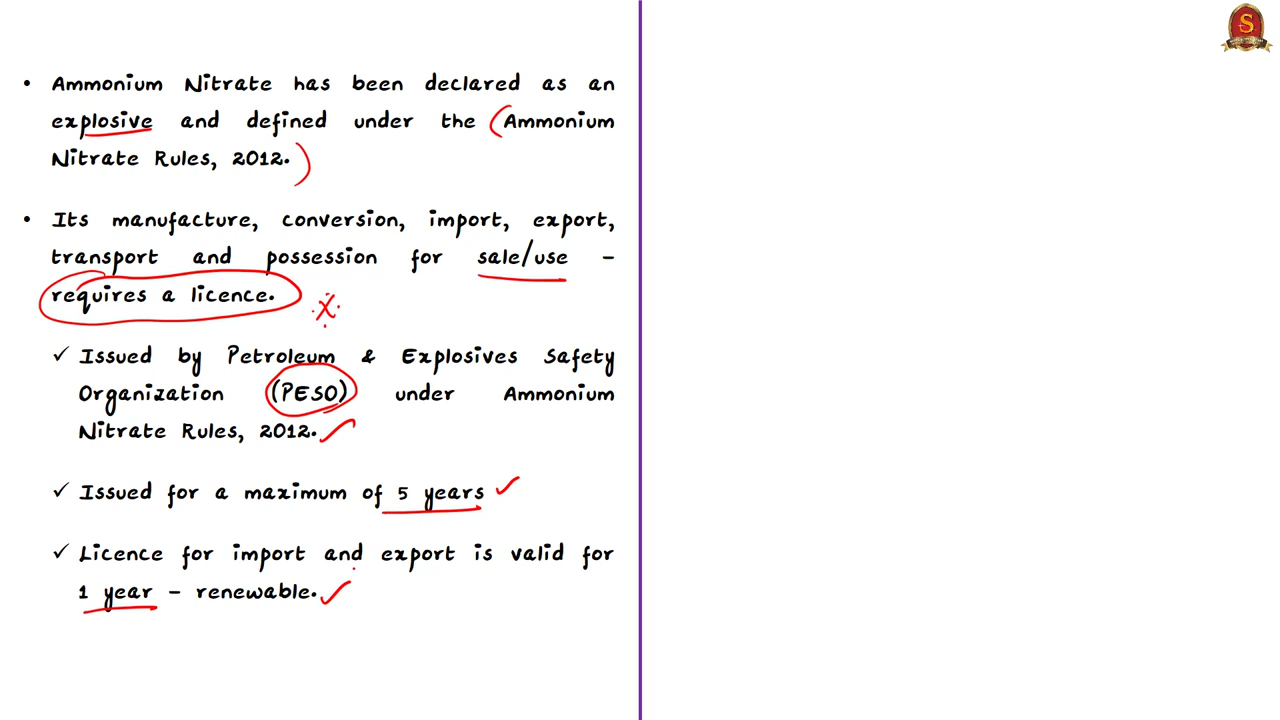 • Ammonium Nitrate has been declared as an
explosive and defined under the (Ammonium
Nitrate Rules, 2012.)
• Its manufacture, conversion, import, export,
transport and possession for sale/use –
requires a licence.
✓ Issued by Petroleum & Explosives Safety
Organization (PESO) under Ammonium
Nitrate Rules, 2012.
✓ Issued for a maximum of 5 years
✓ Licence for import and export is valid for
1 year – renewable.
S